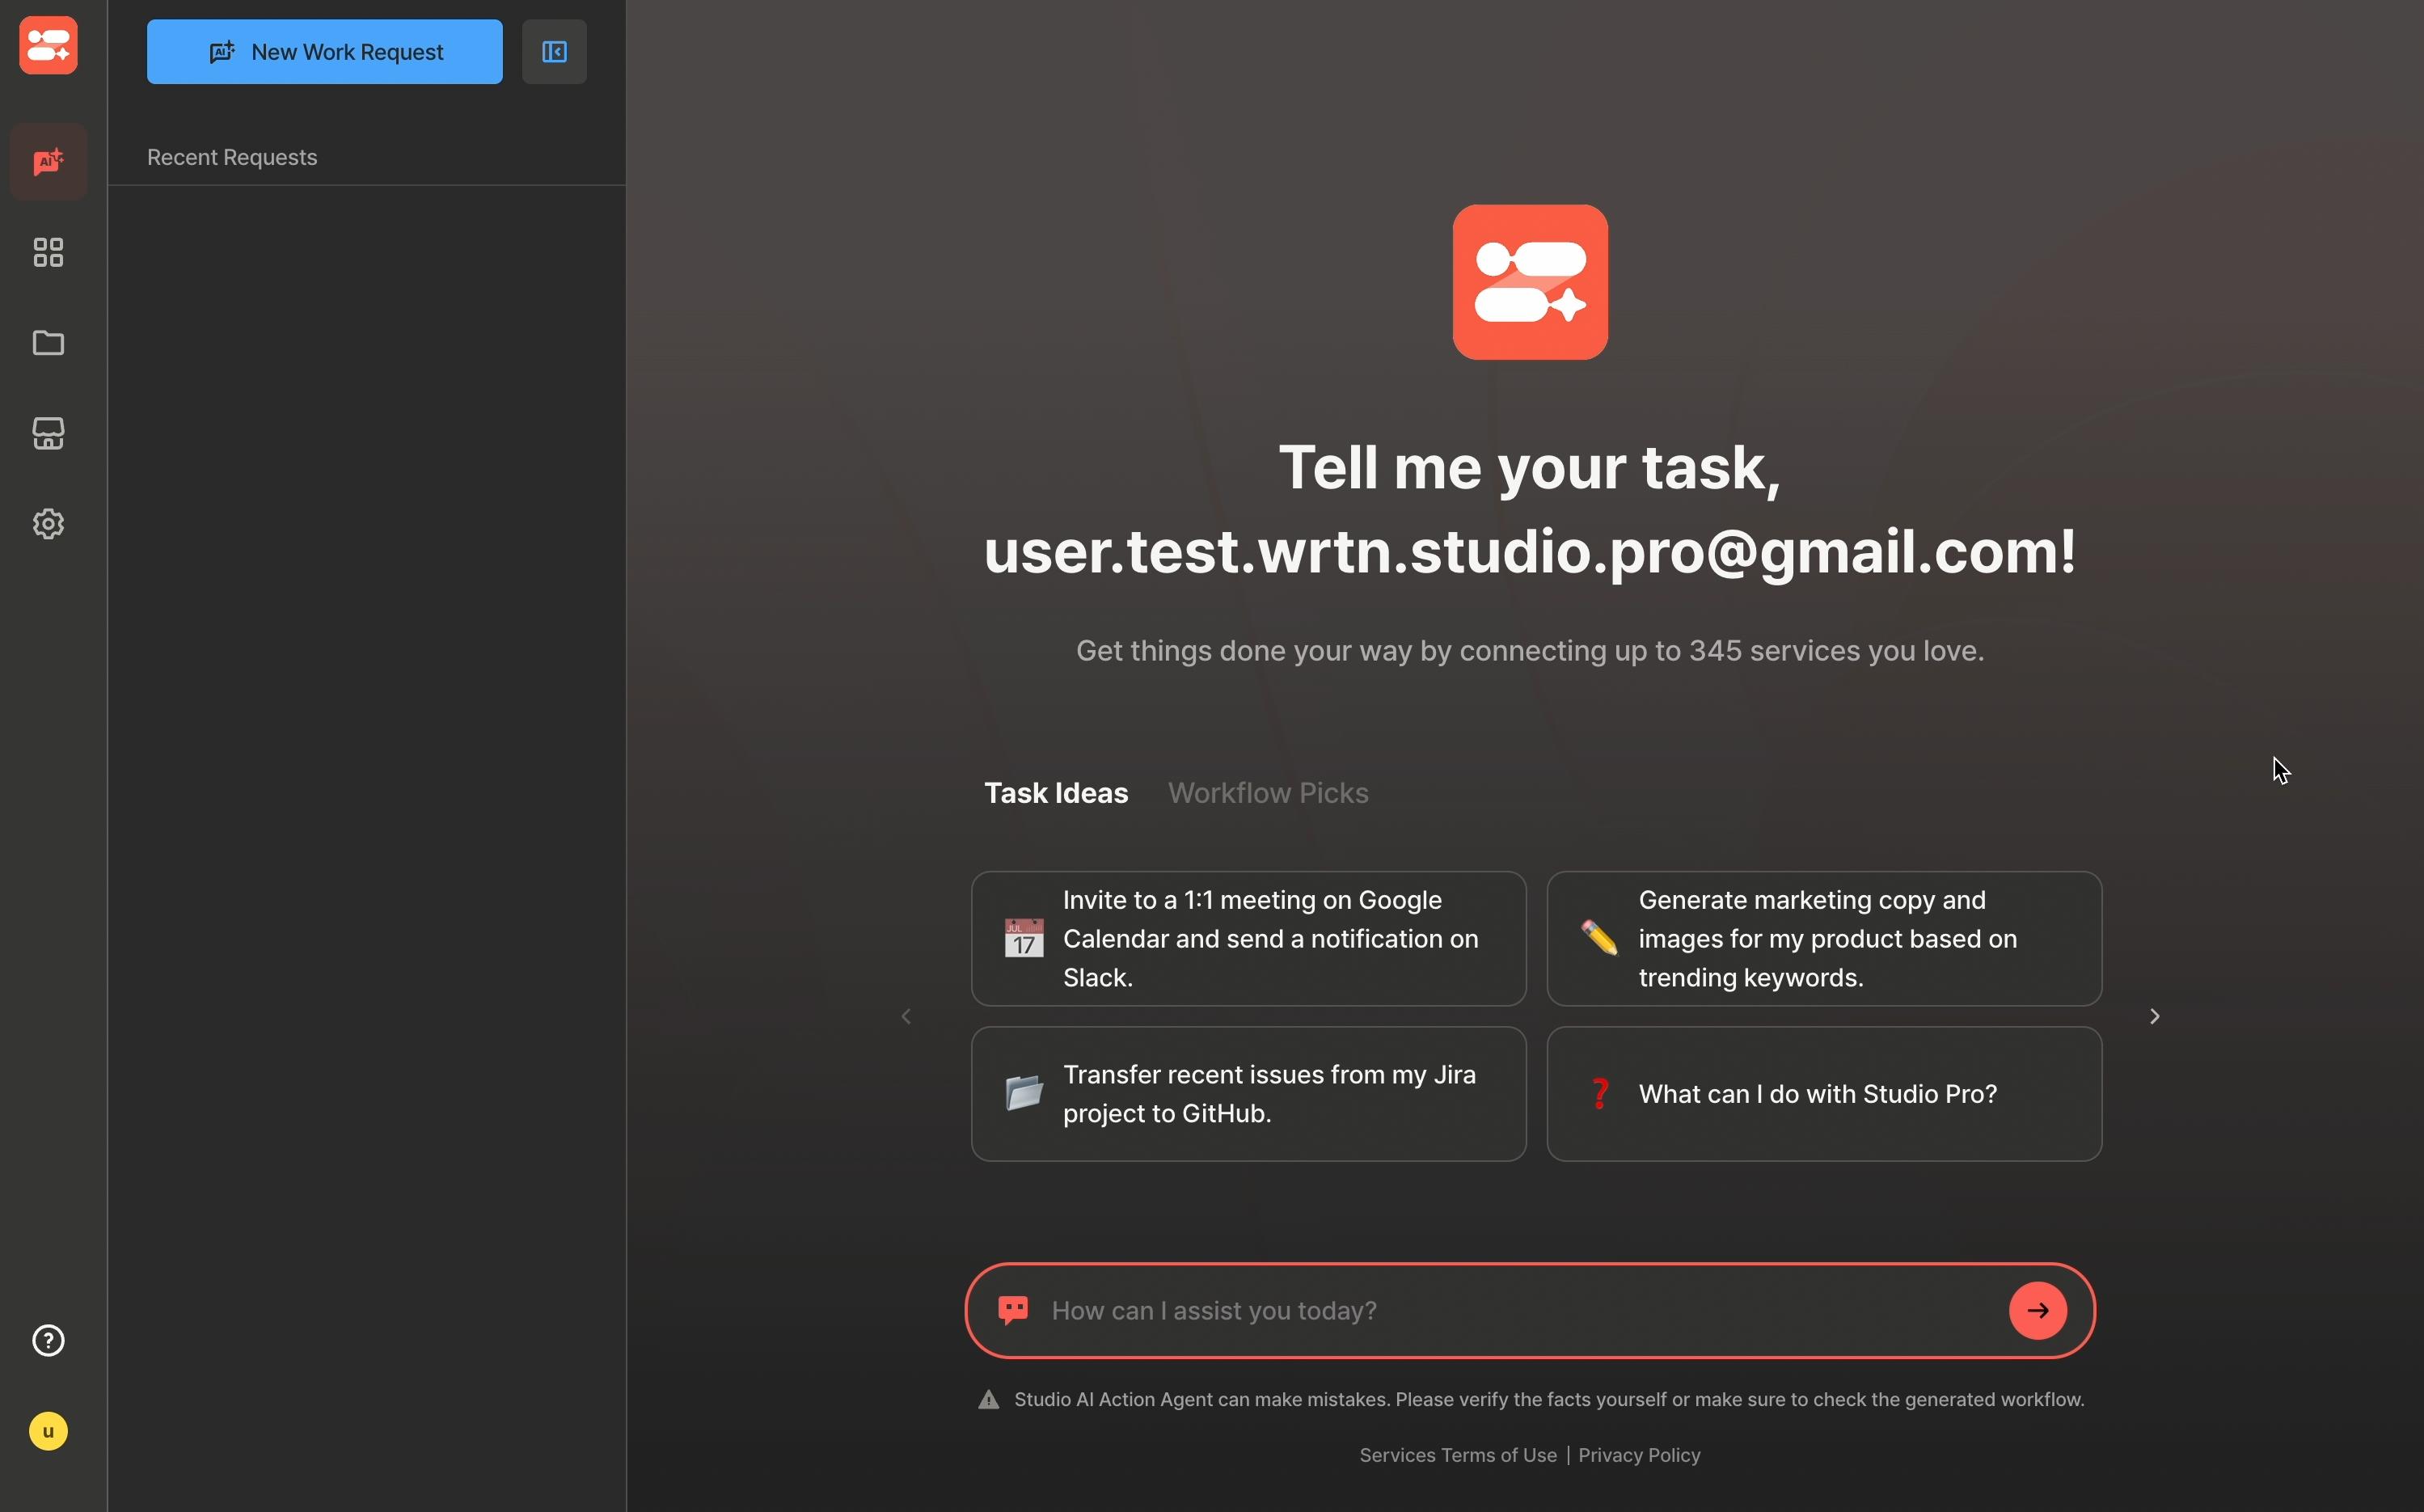 AI
New Work Request
AI
Recent Requests
Tell me your task,
user.test.wrtn.studio.pro@gmail.com!
Get things done your way by connecting up to 345 services you love.
Task Ideas
Workflow Picks
JUL
17
Invite to a 1:1 meeting on Google
Calendar and send a notification on
Slack.
Generate marketing copy and
images for my product based on
trending keywords.
Transfer recent issues from my Jira
project to GitHub.
❓ What can I do with Studio Pro?
How can I assist you today?
Studio AI Action Agent can make mistakes. Please verify the facts yourself or make sure to check the generated workflow.
Services Terms of Use | Privacy Policy
?
u